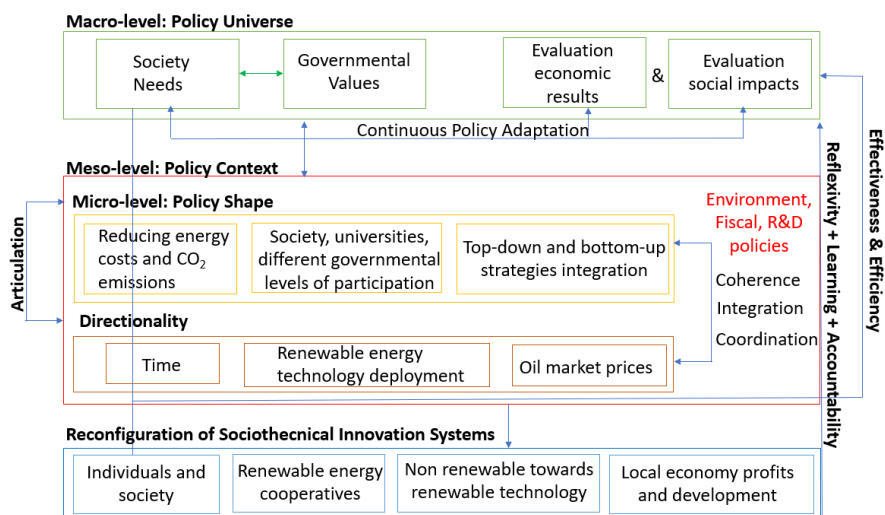 Macro-level: Policy Universe
Society
Needs
Governmental
Values
Evaluation
economic
results
&
Evaluation
social impacts
Continuous Policy Adaptation
Meso-level: Policy Context
Micro-level: Policy Shape
Reducing energy
costs and CO2
emissions
Society, universities,
different governmental
levels of participation
Top-down and bottom-up
strategies integration
Environment,
Fiscal, R&D
policies
Coherence
Integration
Coordination
Directionality
Time
Renewable energy
technology deployment
Oil market prices
Articulation
Reflexivity + Learning + Accountability
Effectiveness & Efficiency
Reconfiguration of Sociothecnical Innovation Systems
Individuals and
society
Renewable energy
cooperatives
Non renewable towards
renewable technology
Local economy profits
and development